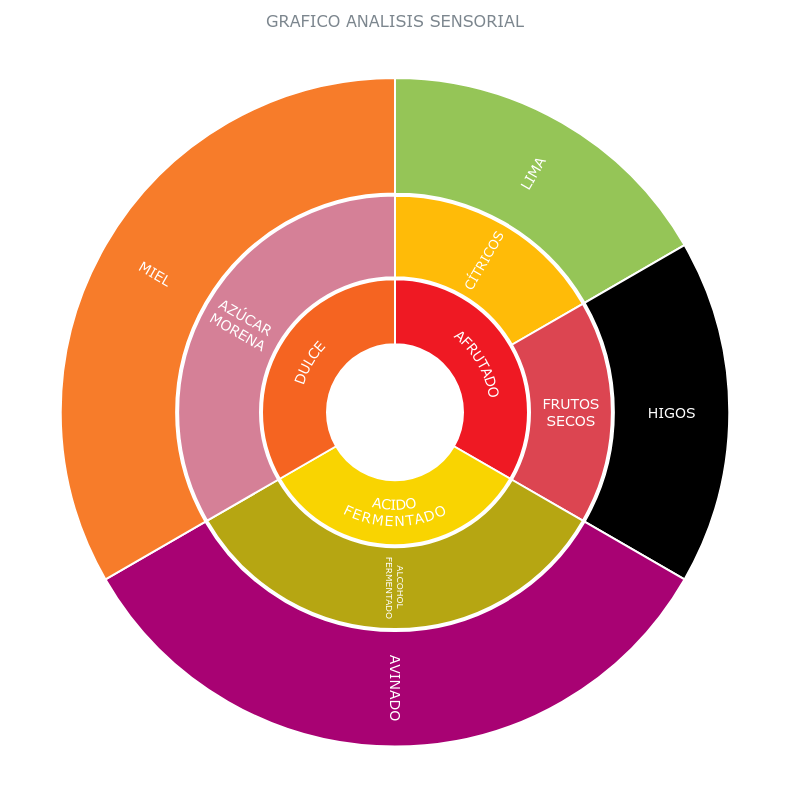 GRAFICO ANALISIS SENSORIAL
LIMA
CÍTRICOS
AFRUTADO
FRUTOS
SECOS
HIGOS
MIEL
AZÚCAR
MORENA
DULCE
ACIDO
FERMENTADO
ALCOHOL
FERMENTADO
AVINADO